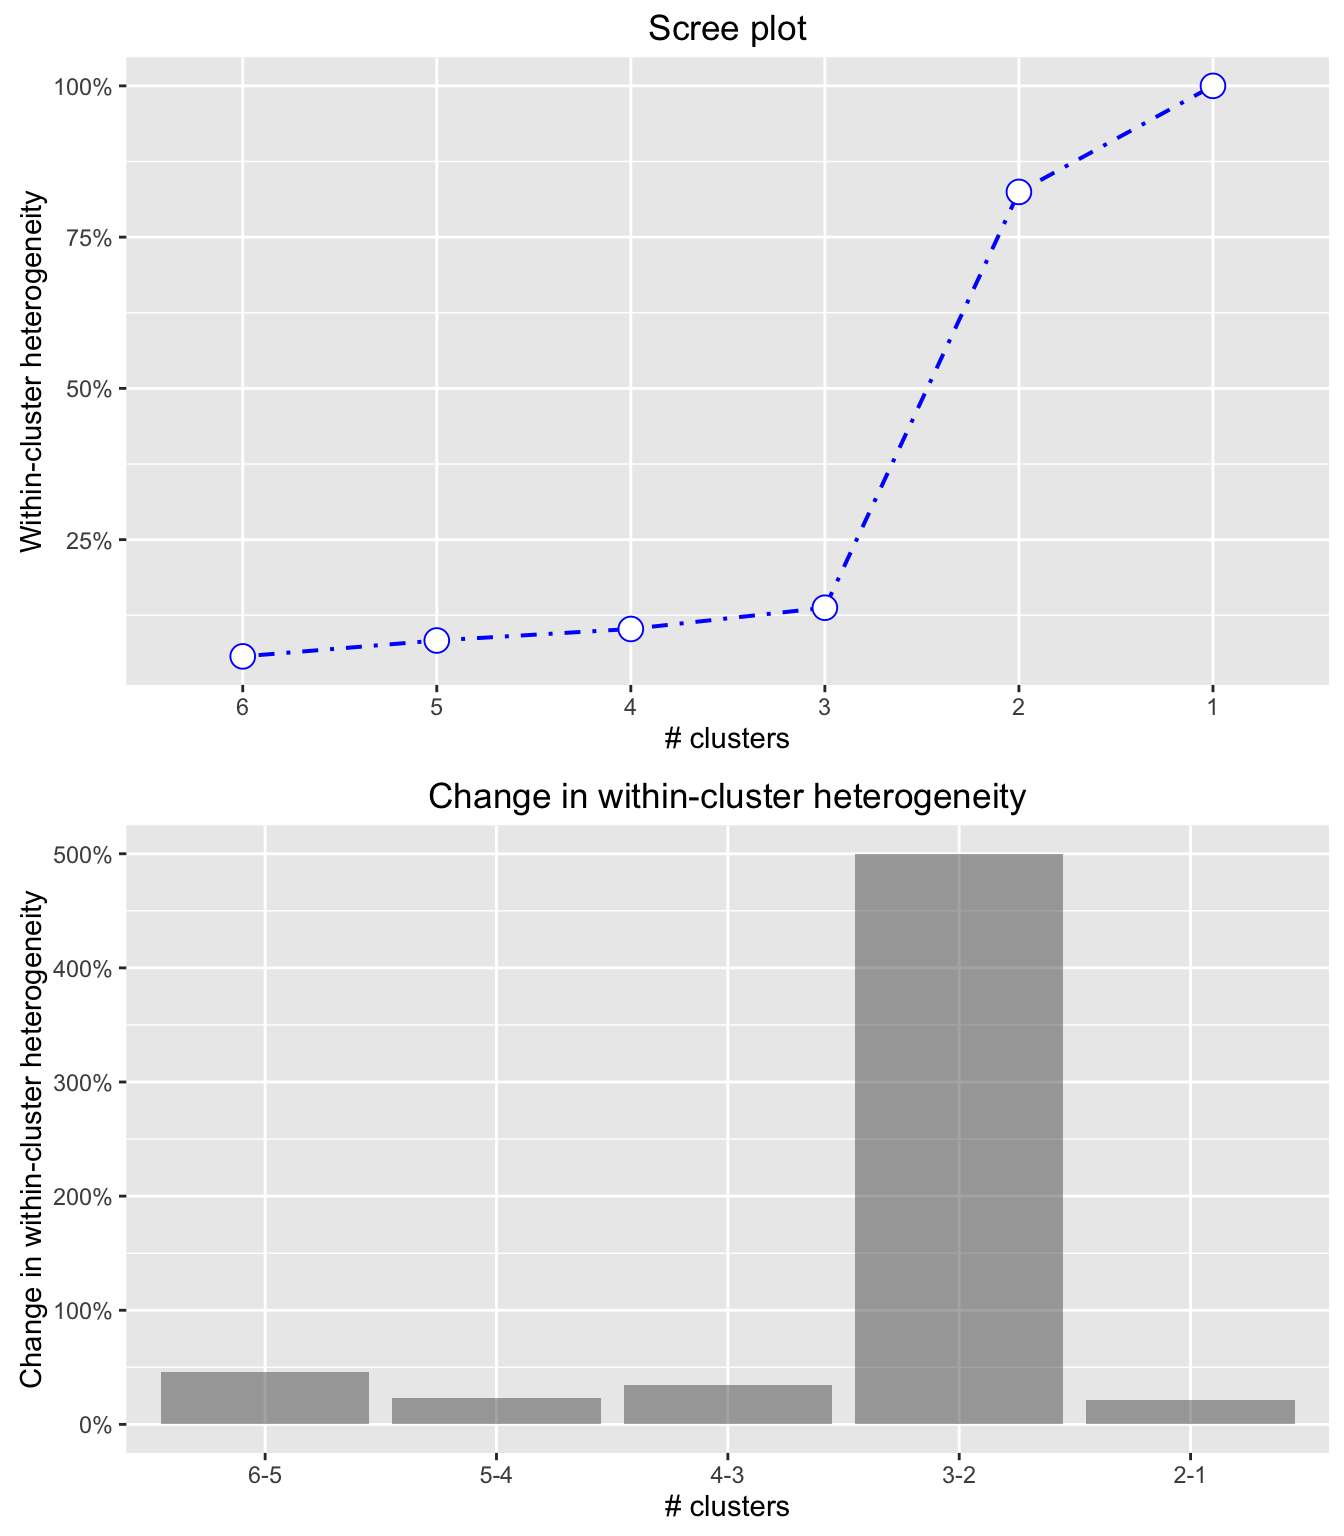 Scree plot
Within-cluster heterogeneity
100%
75%
50%
25%
6 5 4 3 2 1
# clusters
Change in within-cluster heterogeneity
Change in within-cluster heterogeneity
500%
400%
300%
200%
100%
0%
6-5 5-4 4-3 3-2 2-1
# clusters